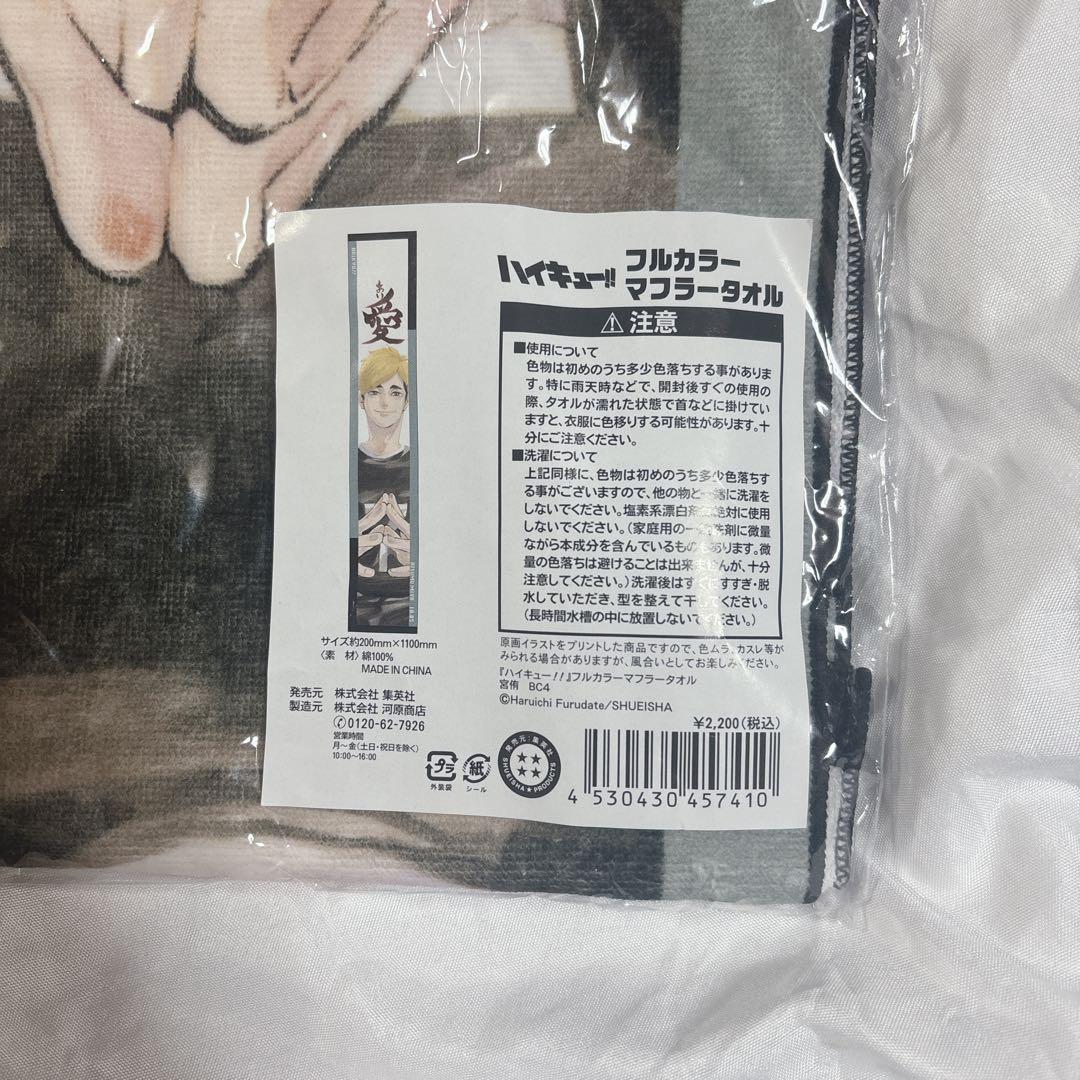 あい
愛
サイズ約200mm×1100mm
〈素 材〉綿100%
MADE IN CHINA
発売元 株式会社 集英社
製造元 株式会社 河原商店
0120-62-7926
営業時間
月〜金(土日・祝日を除く)
10:00〜16:00
ハイキュー!! フルカラー
マフラータオル
注意
■使用について
色物は初めのうち多少色落ちする事がありま
す。特に雨天時などで、開封後すぐの使用の
際、タオルが濡れた状態で首などに掛けてい
ますと、衣服に色移りする可能性があります。十
分にご注意ください。
■洗濯について
上記同様に、色物は初めのうち多少色落ちす
る事がございますので、他の物と一緒に洗濯を
しないでください。塩素系漂白剤は絶対に使用
しないでください。(家庭用の一部洗剤に微量
ながら本成分を含んでいるものもあります。微
量の色落ちは避けることは出来ませんが、十分
注意してください。)洗濯後はすぐにすすぎ・脱
水していただき、型を整えて干してください。
(長時間水槽の中に放置しないでください。)
原画イラストをプリントした商品ですので、色ムラ、カスレ等が
みられる場合がありますが、風合いとしてお楽しみください。
『ハイキュー!!』フルカラーマフラータオル
宮侑 BC4
©Haruichi Furudate/SHUEISHA
¥2,200(税込)
プラ
外装袋
紙
シール
発売元:集英社
SHUEISHA★PRODUCTS
4 530430 457410